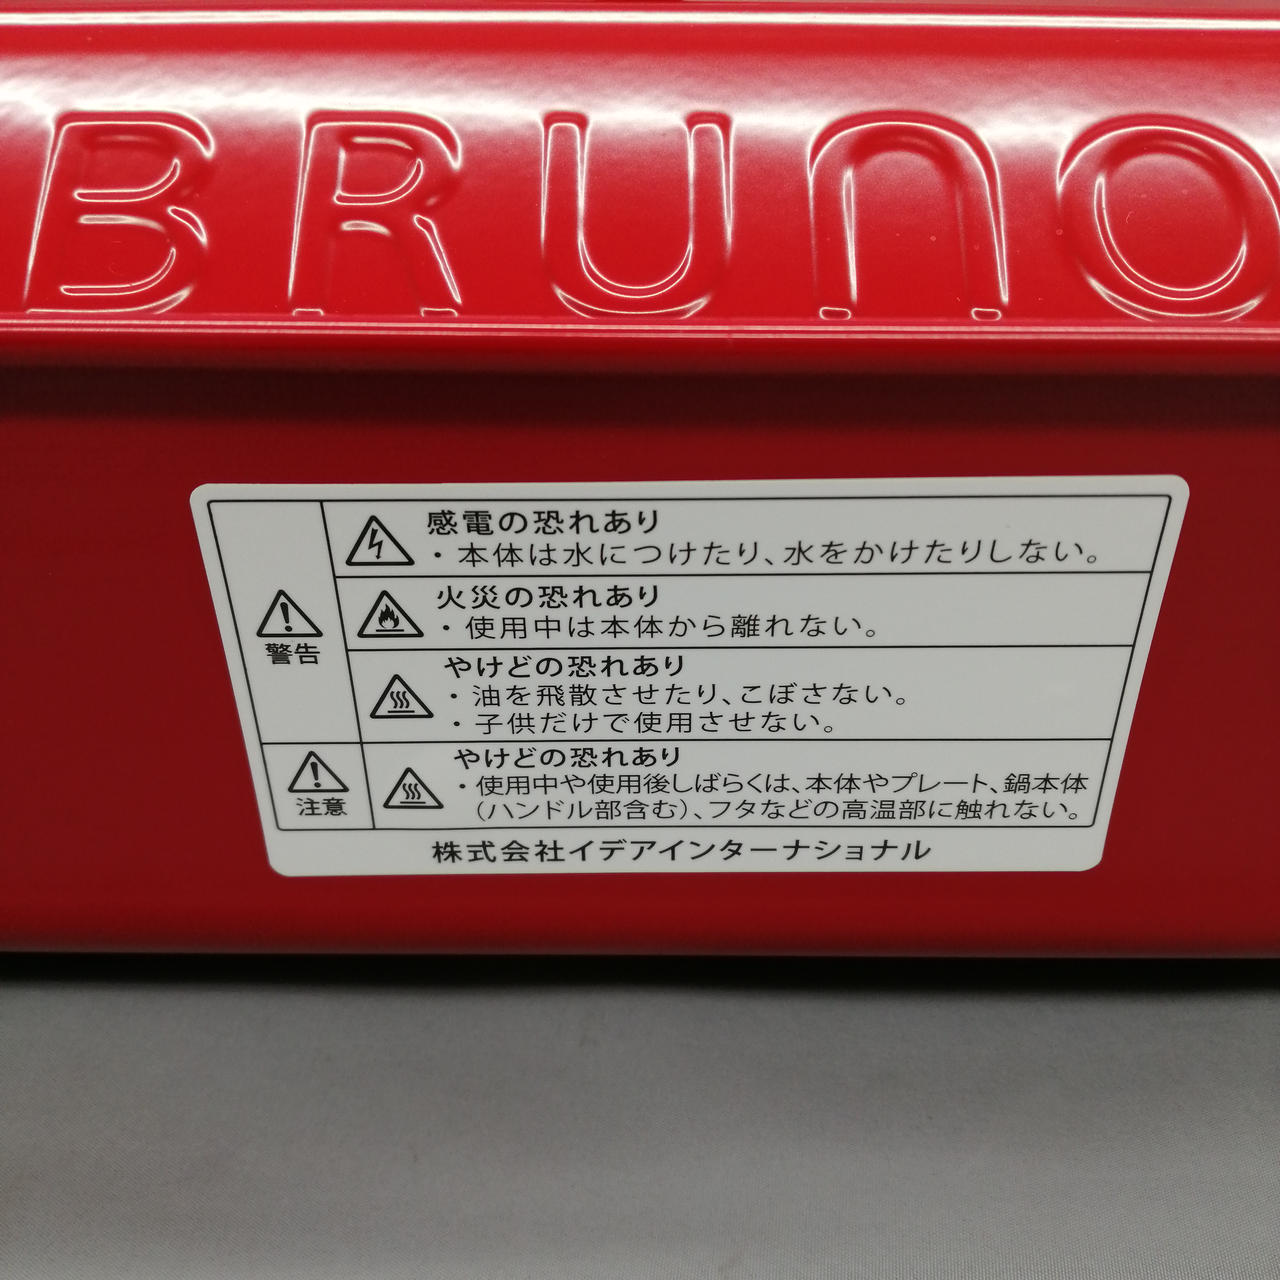 BRUNO
警告
感電の恐れあり
・本体は水につけたり、水をかけたりしない。
火災の恐れあり
・使用中は本体から離れない。
やけどの恐れあり
・油を飛散させたり、こぼさない。
・子供だけで使用させない。
注意
やけどの恐れあり
・使用中や使用後しばらくは、本体やプレート、鍋本体
（ハンドル部含む）、フタなどの高温部に触れない。
株式会社イデアインターナショナル